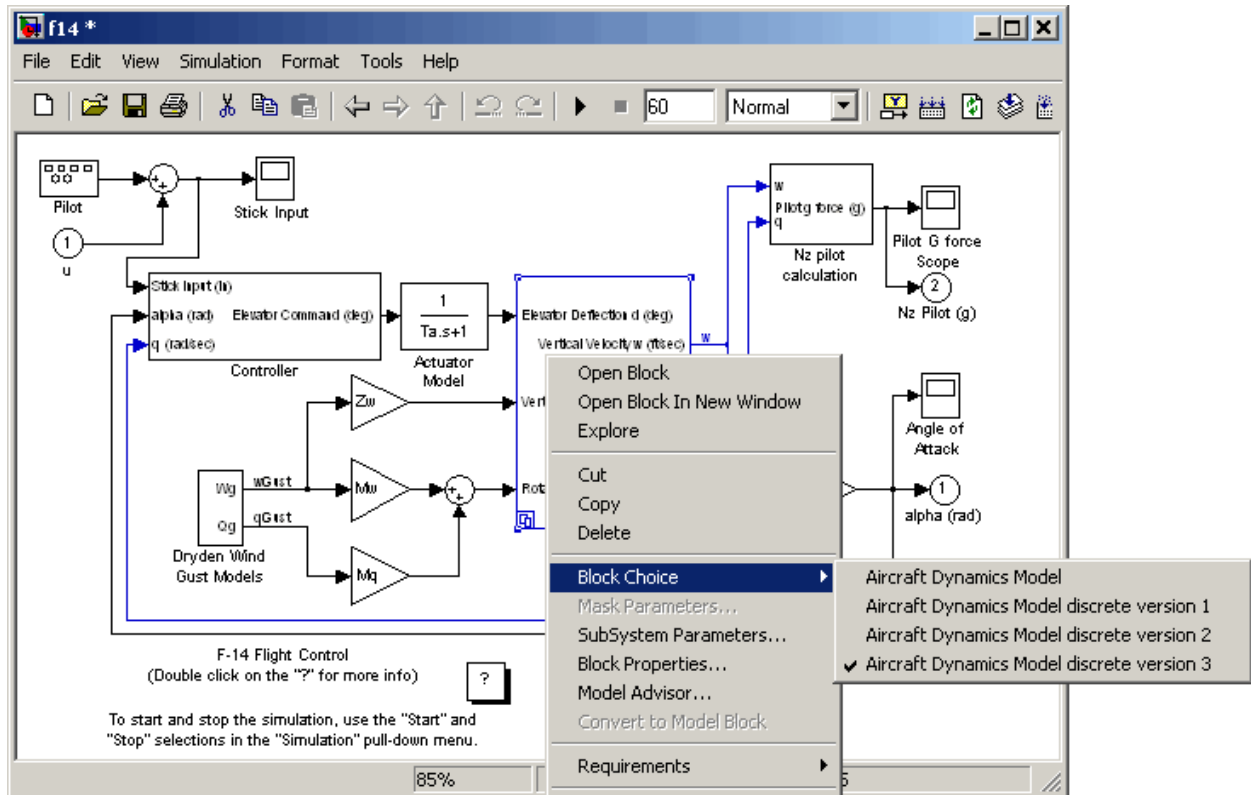 f14 *
File Edit View Simulation Format Tools Help
60 Normal
Pilot
Stick Input
1
u
w
Pilot g force (g)
q
Nz pilot
calculation
Pilot G force
Scope
2
Nz Pilot (g)
Stick Input (in)
alpha (rad) Elevator Command (deg)
q (rad/sec)
Controller
1
Ta.s+1
Actuator
Model
Elevator Deflection d (deg)
Vertical Velocity w (ft/sec)
w
Vert
Rota
Zw
Mw
Mq
Wg wGust
Qg qGust
Dryden Wind
Gust Models
Angle of
Attack
1
alpha (rad)
Open Block
Open Block In New Window
Explore
Cut
Copy
Delete
Block Choice
Mask Parameters...
SubSystem Parameters...
Block Properties...
Model Advisor...
Convert to Model Block
Requirements
Aircraft Dynamics Model
Aircraft Dynamics Model discrete version 1
Aircraft Dynamics Model discrete version 2
Aircraft Dynamics Model discrete version 3
F-14 Flight Control
(Double click on the "?" for more info)
?
To start and stop the simulation, use the "Start" and
"Stop" selections in the "Simulation" pull-down menu.
85%